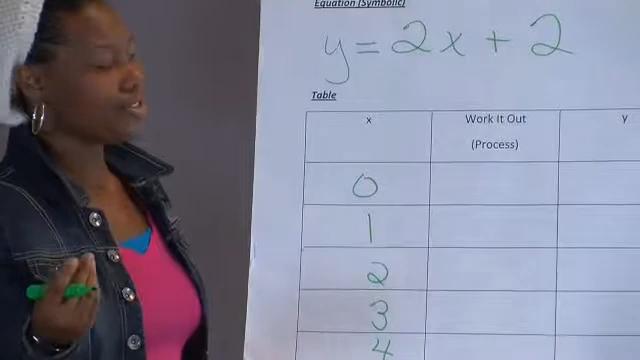 Equation (Symbolic)
y = 2x + 2
Table
x Work It Out y
(Process)
0
1
2
3
4